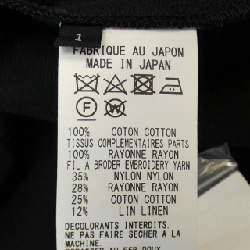 1
FABRIQUE AU JAPON
MADE IN JAPAN
F W
100% COTON COTTON
TISSUS COMPLEMENTAIRES PARTS
100% RAYONNE RAYON
FIL A BRODER EMBROIDERY YARN
35% NYLON NYLON
28% RAYONNE RAYON
25% COTON COTTON
12% LIN LINEN
DECOLORANTS INTERDITS.
NE PAS FAIRE SECHER A LA
MACHINE.